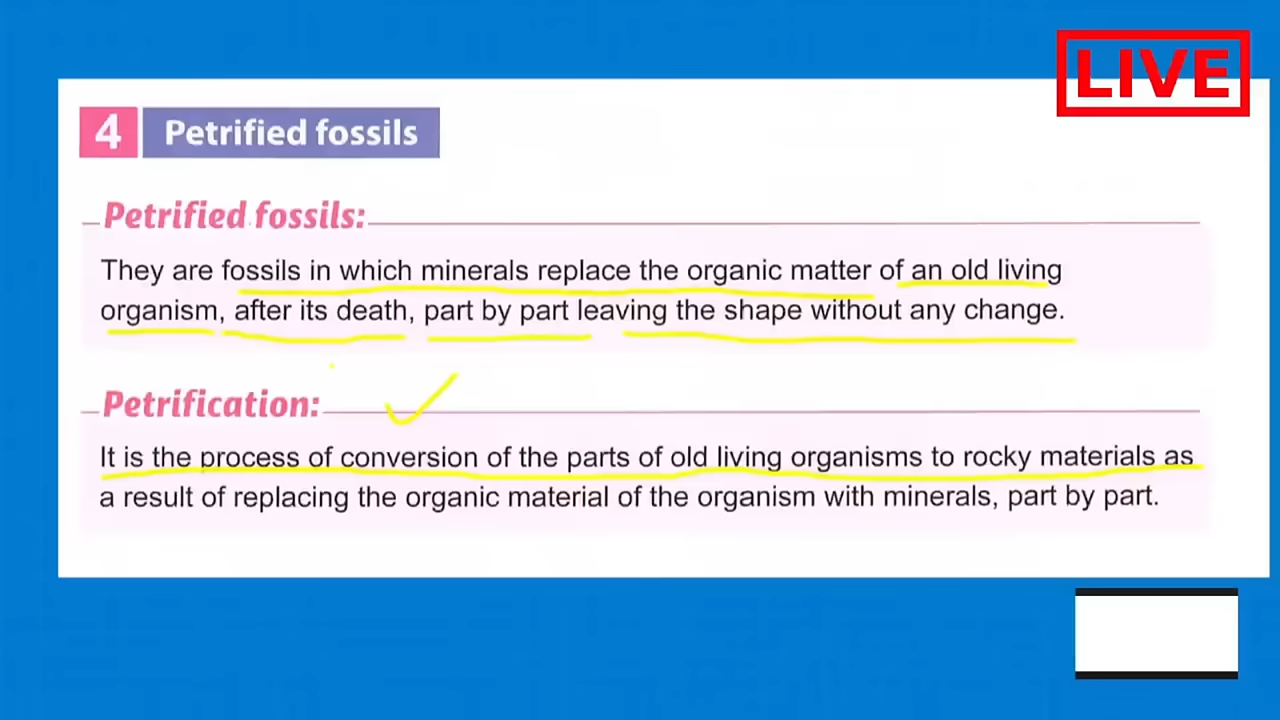 LIVE
4 Petrified fossils
Petrified fossils:
They are fossils in which minerals replace the organic matter of an old living
organism, after its death, part by part leaving the shape without any change.
Petrification:
It is the process of conversion of the parts of old living organisms to rocky materials as
a result of replacing the organic material of the organism with minerals, part by part.